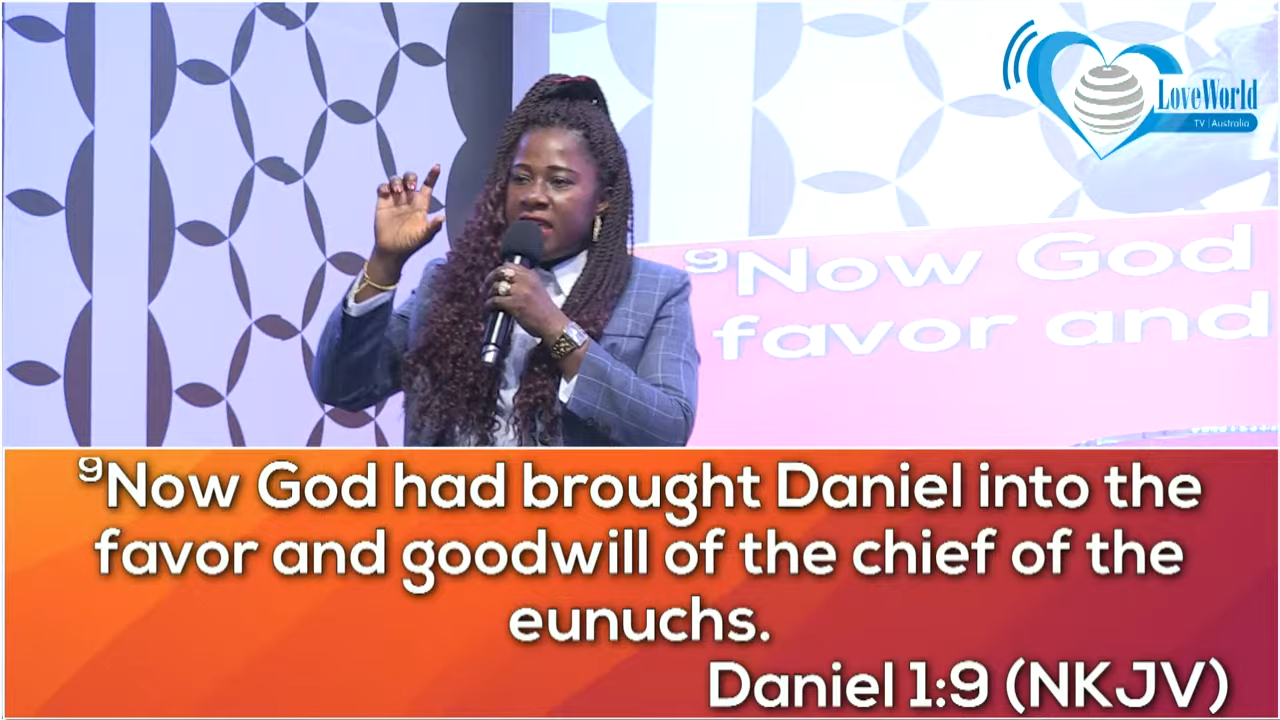 LoveWorld
TV | Australia
⁹Now God
favor and
⁹Now God had brought Daniel into the
favor and goodwill of the chief of the
eunuchs.
Daniel 1:9 (NKJV)